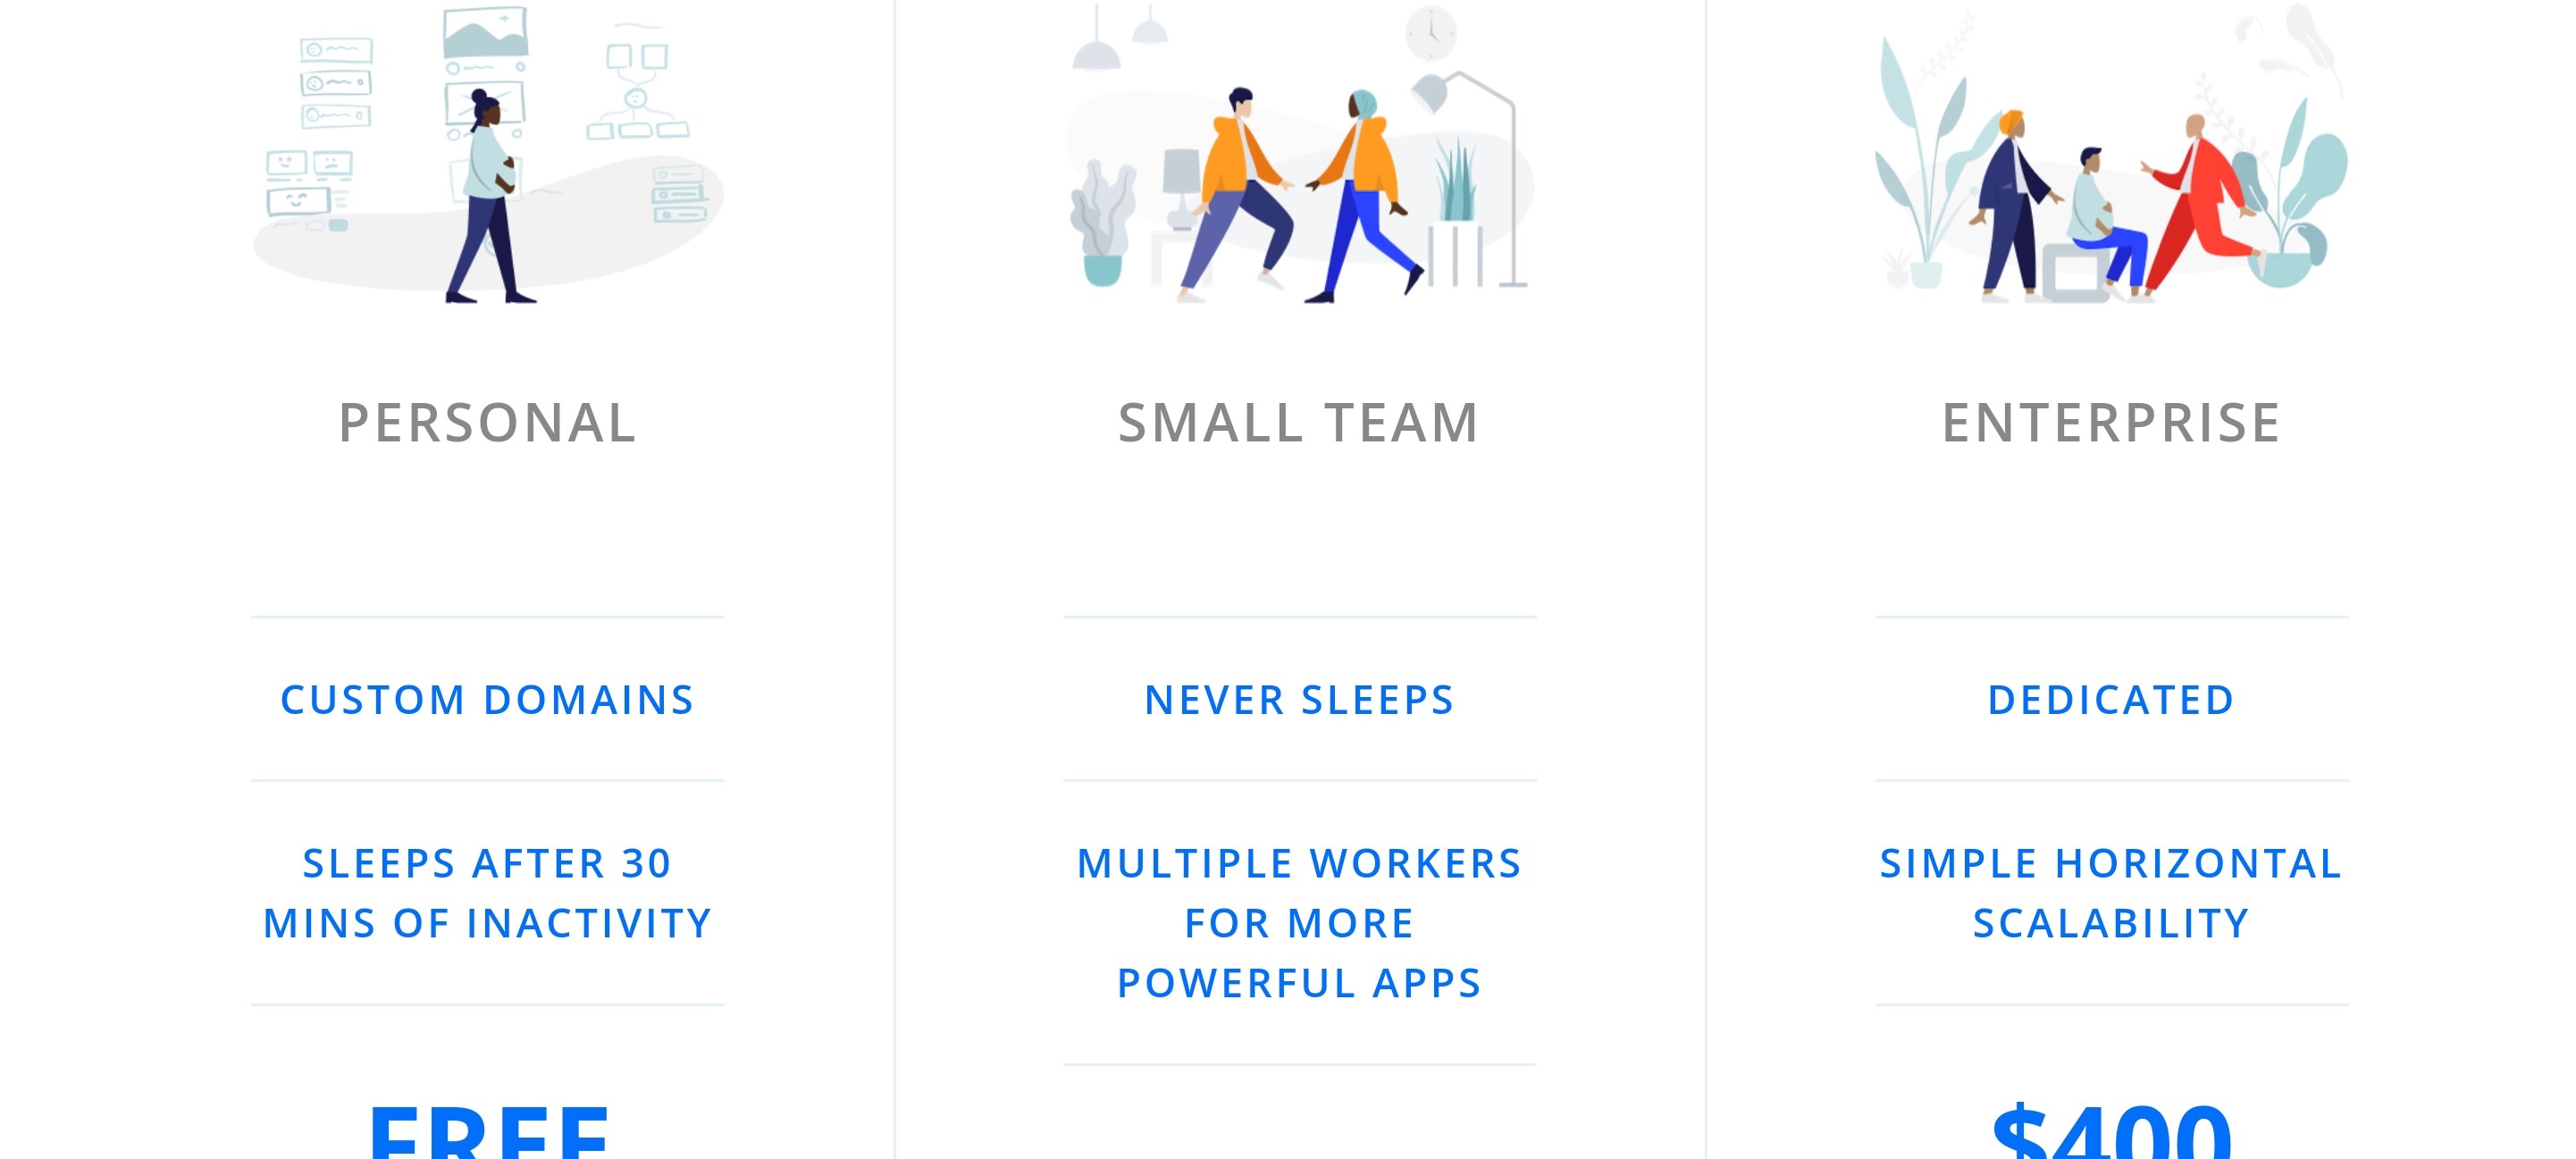 PERSONAL
CUSTOM DOMAINS
SLEEPS AFTER 30
MINS OF INACTIVITY
FREE
SMALL TEAM
NEVER SLEEPS
MULTIPLE WORKERS
FOR MORE
POWERFUL APPS
ENTERPRISE
DEDICATED
SIMPLE HORIZONTAL
SCALABILITY
$400